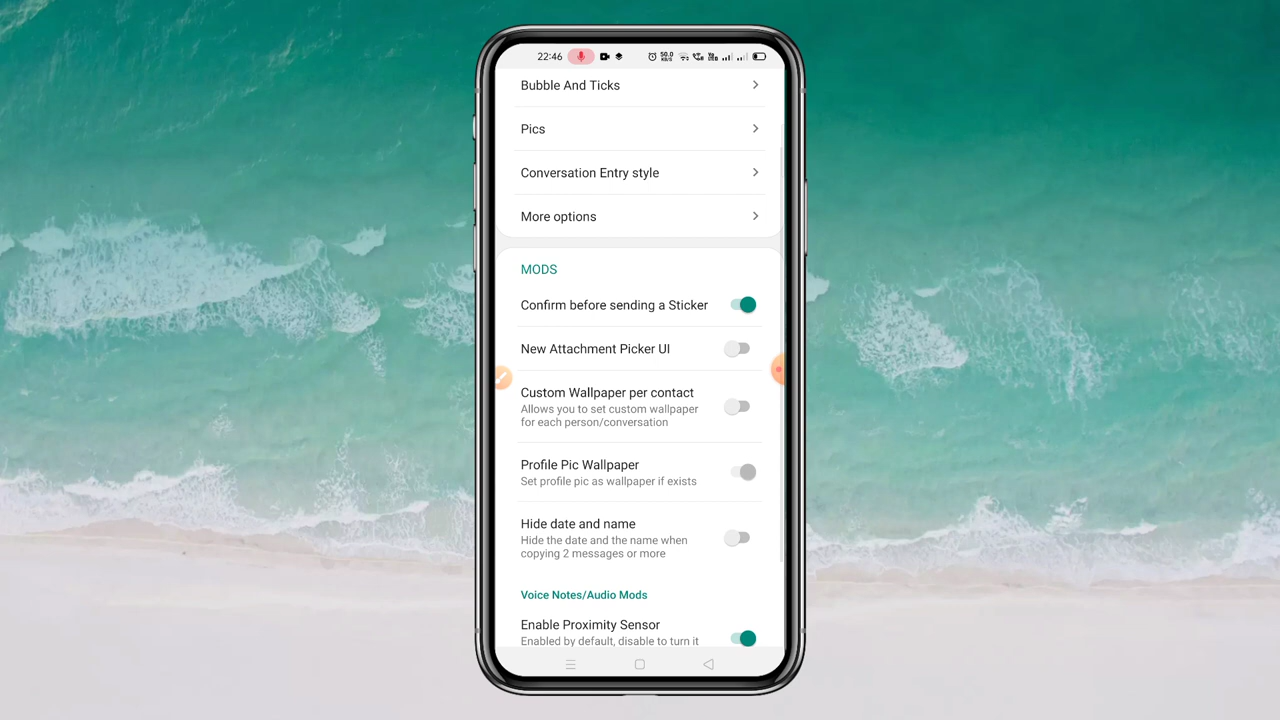 22:46
50.0
KB/S
Bubble And Ticks
Pics
Conversation Entry style
More options
MODS
Confirm before sending a Sticker
New Attachment Picker UI
Custom Wallpaper per contact
Allows you to set custom wallpaper
for each person/conversation
Profile Pic Wallpaper
Set profile pic as wallpaper if exists
Hide date and name
Hide the date and the name when
copying 2 messages or more
Voice Notes/Audio Mods
Enable Proximity Sensor
Enabled by default, disable to turn it